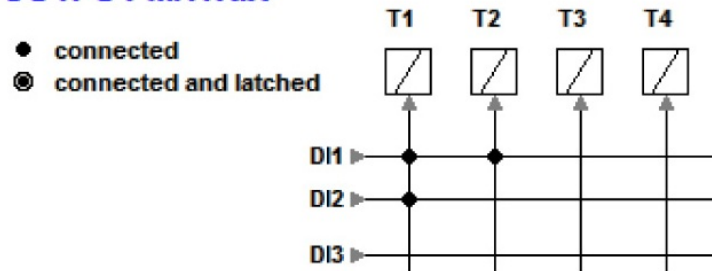 T1 T2 T3 T4
connected
connected and latched
DI1
DI2
DI3